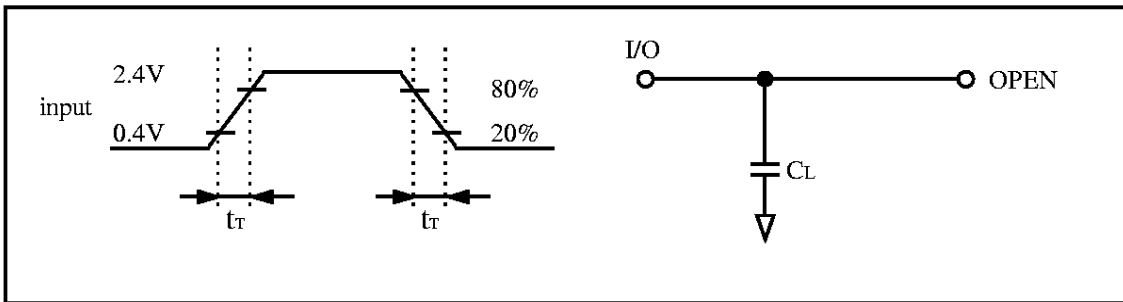 2.4V
input
0.4V
80%
20%
tT
tT
I/O
OPEN
CL